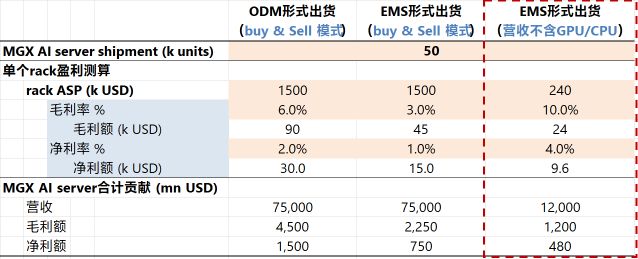 ODM形式出货 EMS形式出货 EMS形式出货
（buy & Sell 模式） （buy & Sell 模式） （营收不含GPU/CPU）
MGX AI server shipment (k units) 50
单个rack盈利测算
rack ASP (k USD) 1500 1500 240
毛利率 % 6.0% 3.0% 10.0%
毛利额 (k USD) 90 45 24
净利率 % 2.0% 1.0% 4.0%
净利额 (k USD) 30.0 15.0 9.6
MGX AI server合计贡献 (mn USD)
营收 75,000 75,000 12,000
毛利额 4,500 2,250 1,200
净利额 1,500 750 480